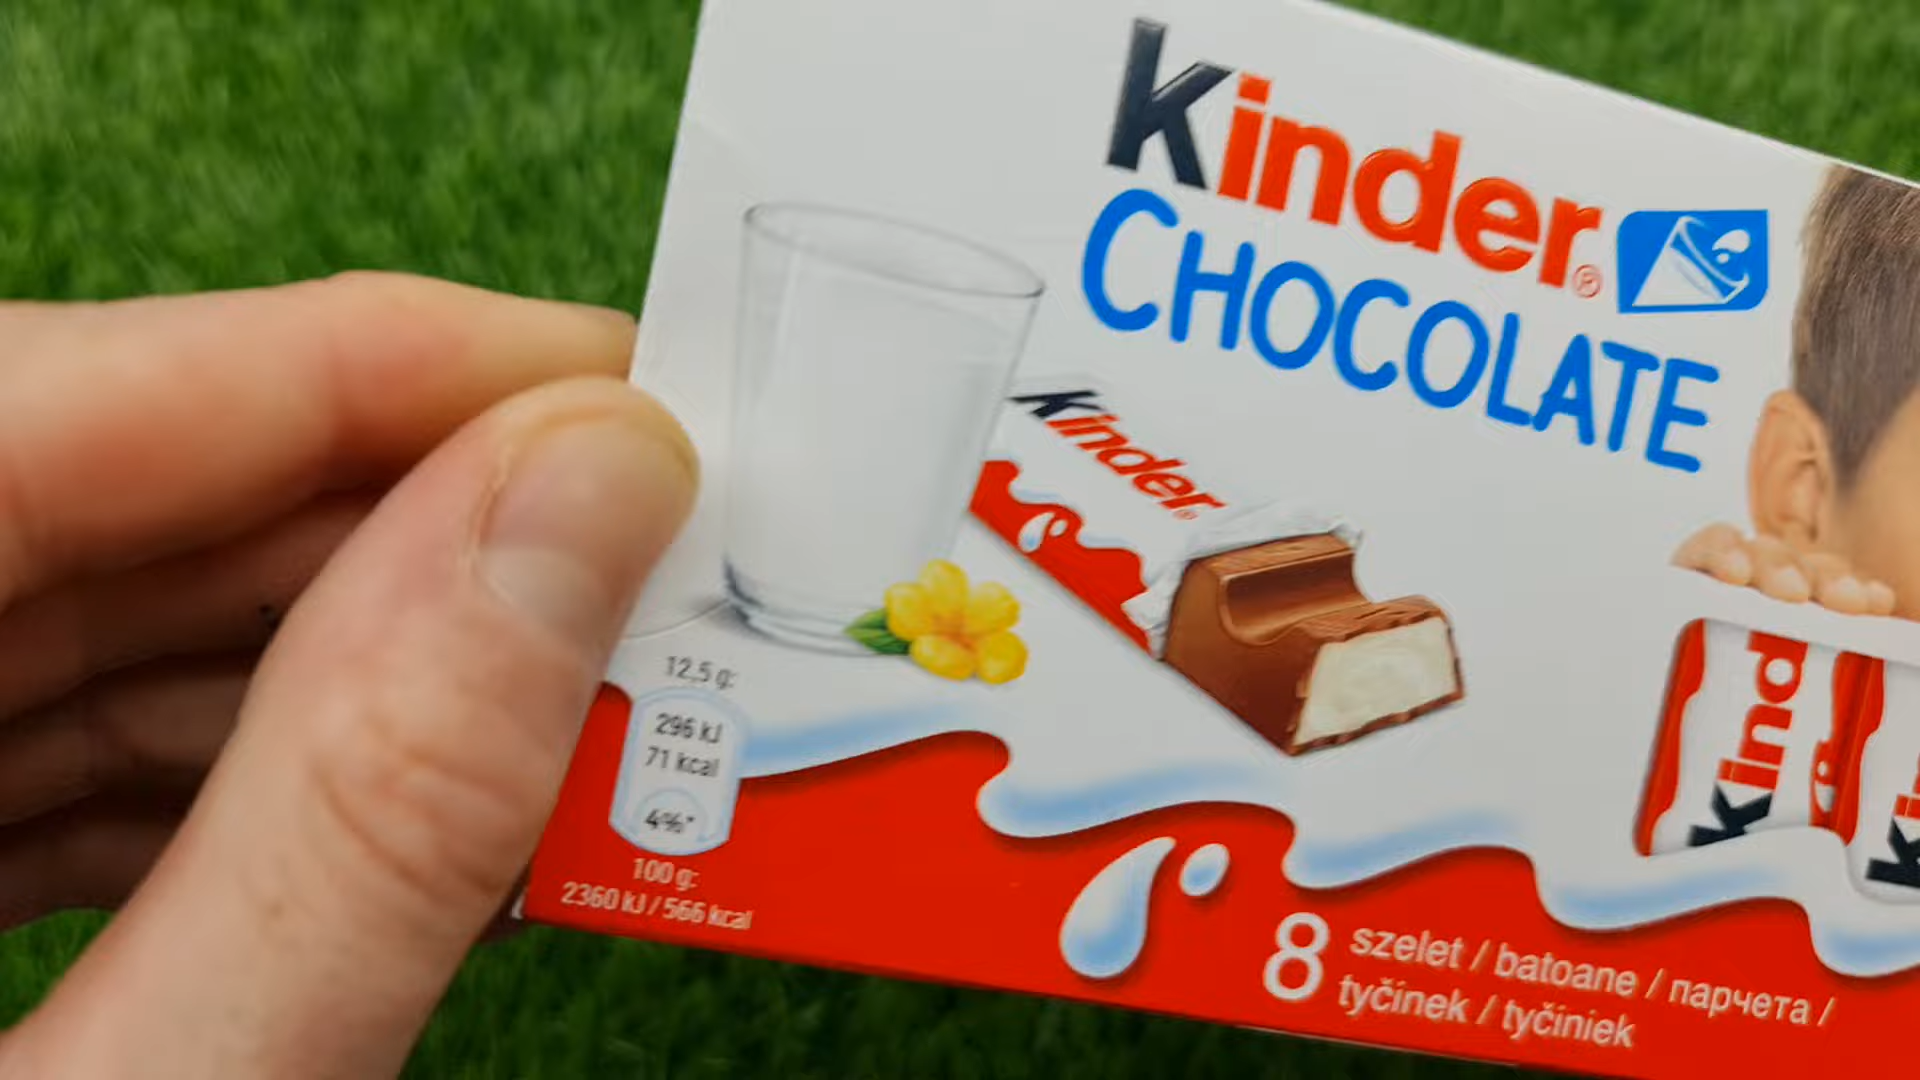 Kinder®
CHOCOLATE
Kinder®
12,5 g:
296 kJ
71 kcal
4%*
100 g:
2360 kJ / 566 kcal
8 szelet / batoane / парчета /
tyčinek / tyčiniek